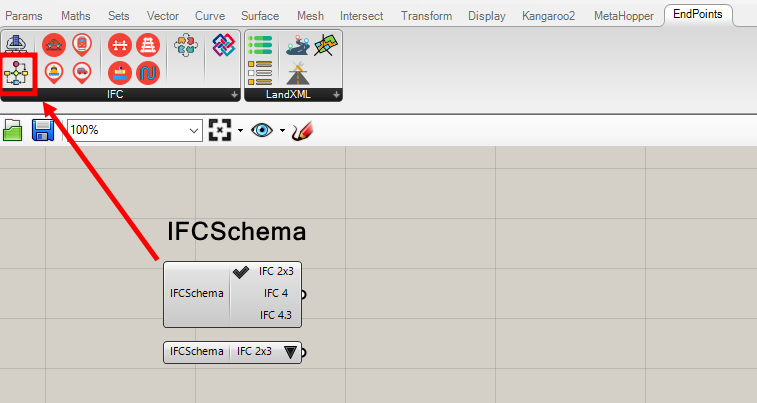 Params Maths Sets Vector Curve Surface Mesh Intersect Transform Display Kangaroo2 MetaHopper EndPoints
IFC LandXML
100%
IFCSchema
IFC 2x3
IFCSchema IFC 4
IFC 4.3
IFCSchema IFC 2x3